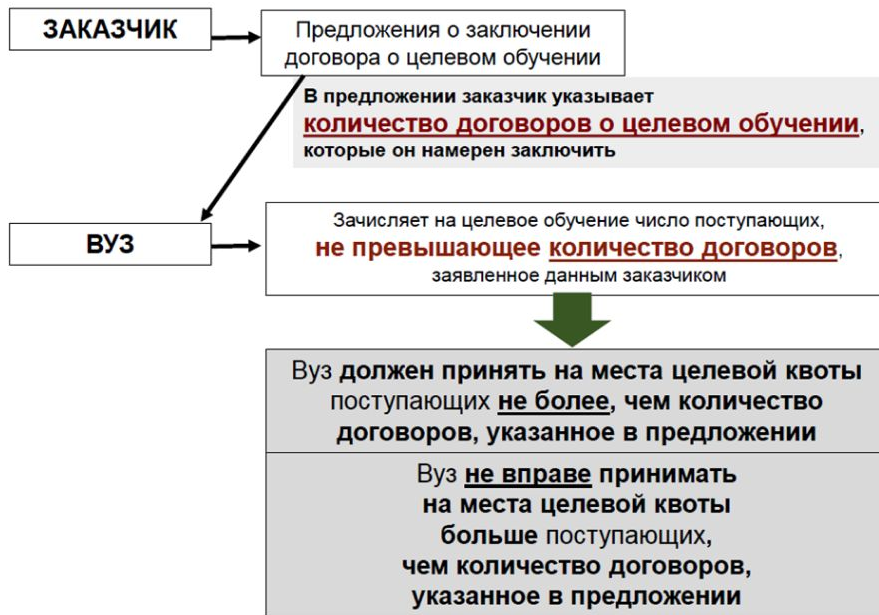 ЗАКАЗЧИК
Предложения о заключении
договора о целевом обучении
В предложении заказчик указывает
количество договоров о целевом обучении,
которые он намерен заключить
ВУЗ
Зачисляет на целевое обучение число поступающих,
не превышающее количество договоров,
заявленное данным заказчиком
Вуз должен принять на места целевой квоты
поступающих не более, чем количество
договоров, указанное в предложении
Вуз не вправе принимать
на места целевой квоты
больше поступающих,
чем количество договоров,
указанное в предложении